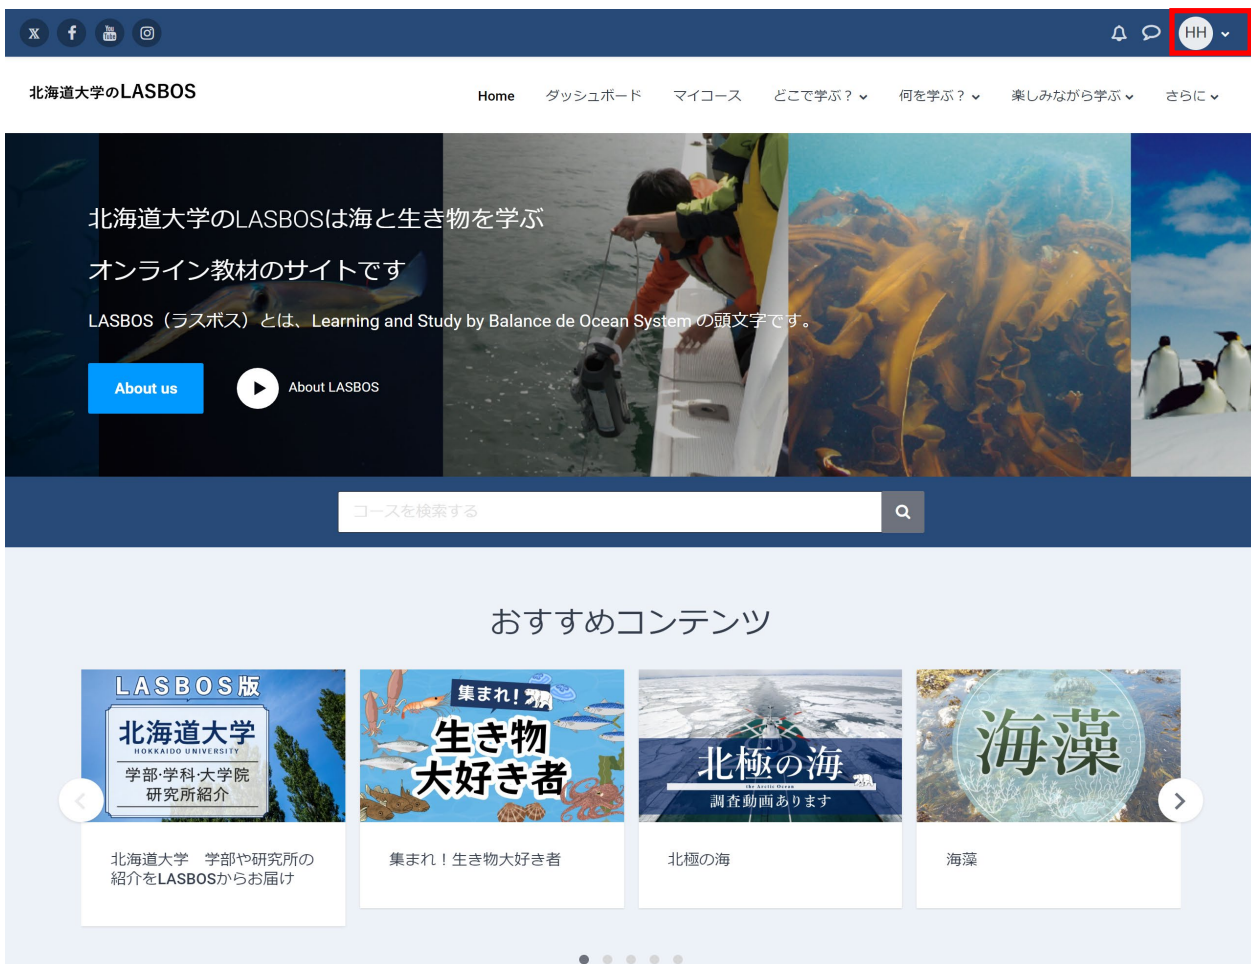 HH
北海道大学のLASBOS
Home ダッシュボード マイコース どこで学ぶ？ 何を学ぶ？ 楽しみながら学ぶ さらに
北海道大学のLASBOSは海と生き物を学ぶ
オンライン教材のサイトです
LASBOS（ラスボス）とは、Learning and Study by Balance de Ocean System の頭文字です。
About us
About LASBOS
コースを検索する
おすすめコンテンツ
LASBOS版
北海道大学
HOKKAIDO UNIVERSITY
学部・学科・大学院
研究所紹介
北海道大学　学部や研究所の
紹介をLASBOSからお届け
集まれ！
生き物
大好き者
集まれ！生き物大好き者
北極の海
the Arctic Ocean
調査動画あります
北極の海
海藻
海藻